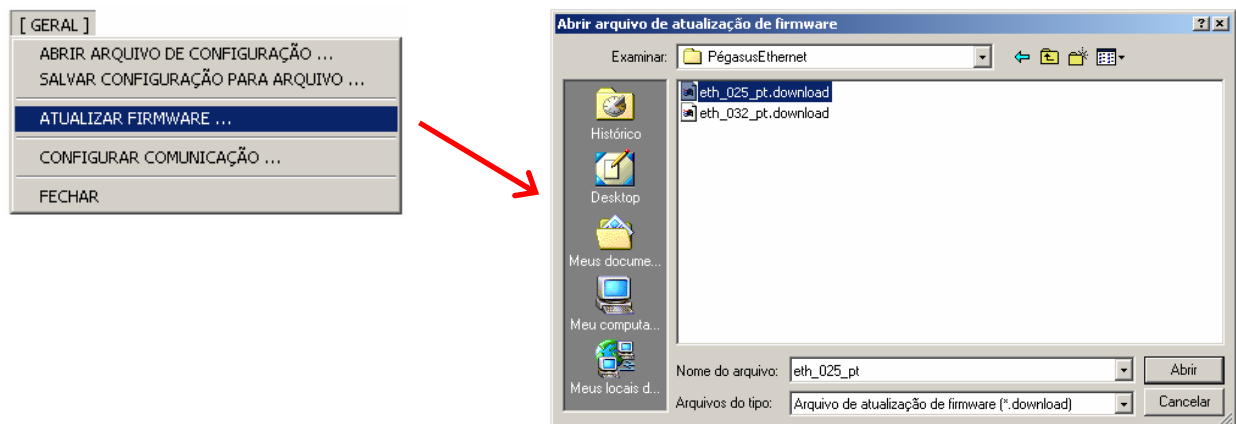 [ GERAL ]
ABRIR ARQUIVO DE CONFIGURAÇÃO ...
SALVAR CONFIGURAÇÃO PARA ARQUIVO ...
ATUALIZAR FIRMWARE ...
CONFIGURAR COMUNICAÇÃO ...
FECHAR
Abrir arquivo de atualização de firmware
Examinar:
PégasusEthernet
Histórico
Desktop
Meus docume...
Meu computa...
Meus locais d...
eth_025_pt.download
eth_032_pt.download
Nome do arquivo:
eth_025_pt
Abrir
Arquivos do tipo:
Arquivo de atualização de firmware (*.download)
Cancelar